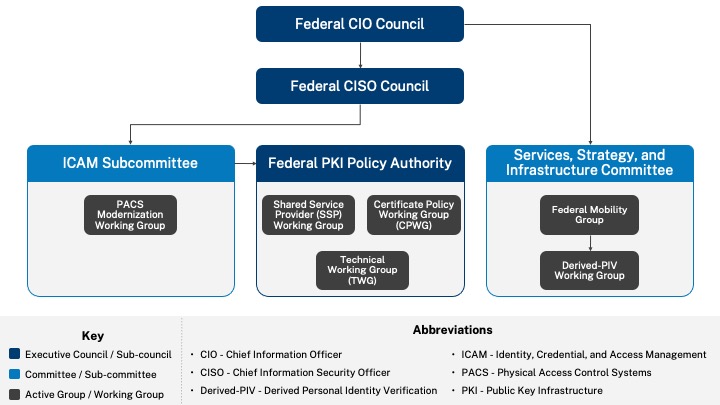 Federal CIO Council
Federal CISO Council
ICAM Subcommittee
PACS
Modernization
Working Group
Federal PKI Policy Authority
Shared Service
Provider (SSP)
Working Group
Certificate Policy
Working Group
(CPWG)
Technical
Working Group
(TWG)
Services, Strategy, and
Infrastructure Committee
Federal Mobility
Group
Derived-PIV
Working Group
Key
Executive Council / Sub-council
Committee / Sub-committee
Active Group / Working Group
Abbreviations
· CIO - Chief Information Officer
· CISO - Chief Information Security Officer
· Derived-PIV - Derived Personal Identity Verification
· ICAM - Identity, Credential, and Access Management
· PACS - Physical Access Control Systems
· PKI - Public Key Infrastructure